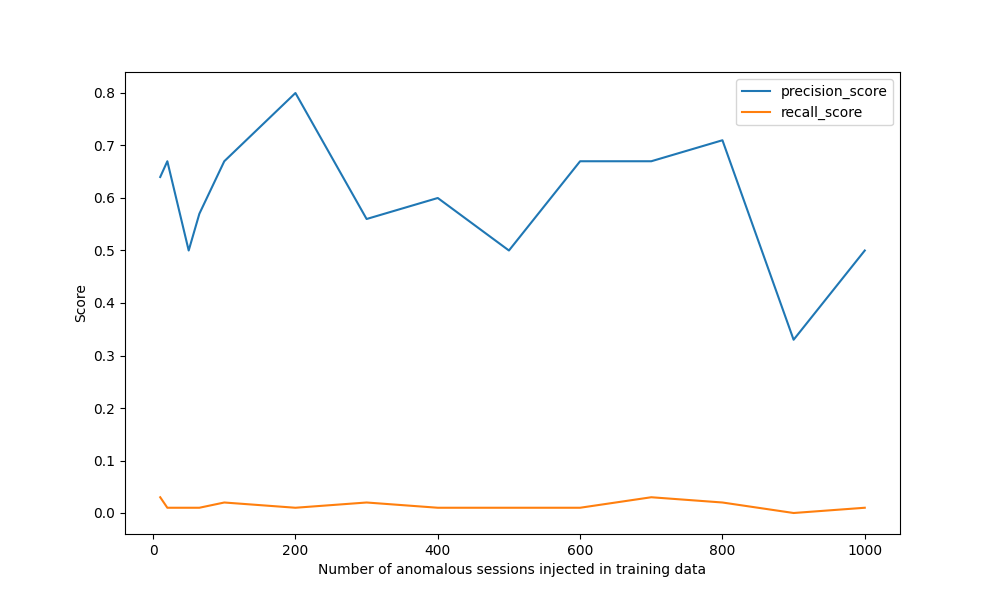 precision_score
recall_score
0.8
0.7
0.6
0.5
0.4
0.3
0.2
0.1
0.0
Score
0 200 400 600 800 1000
Number of anomalous sessions injected in training data